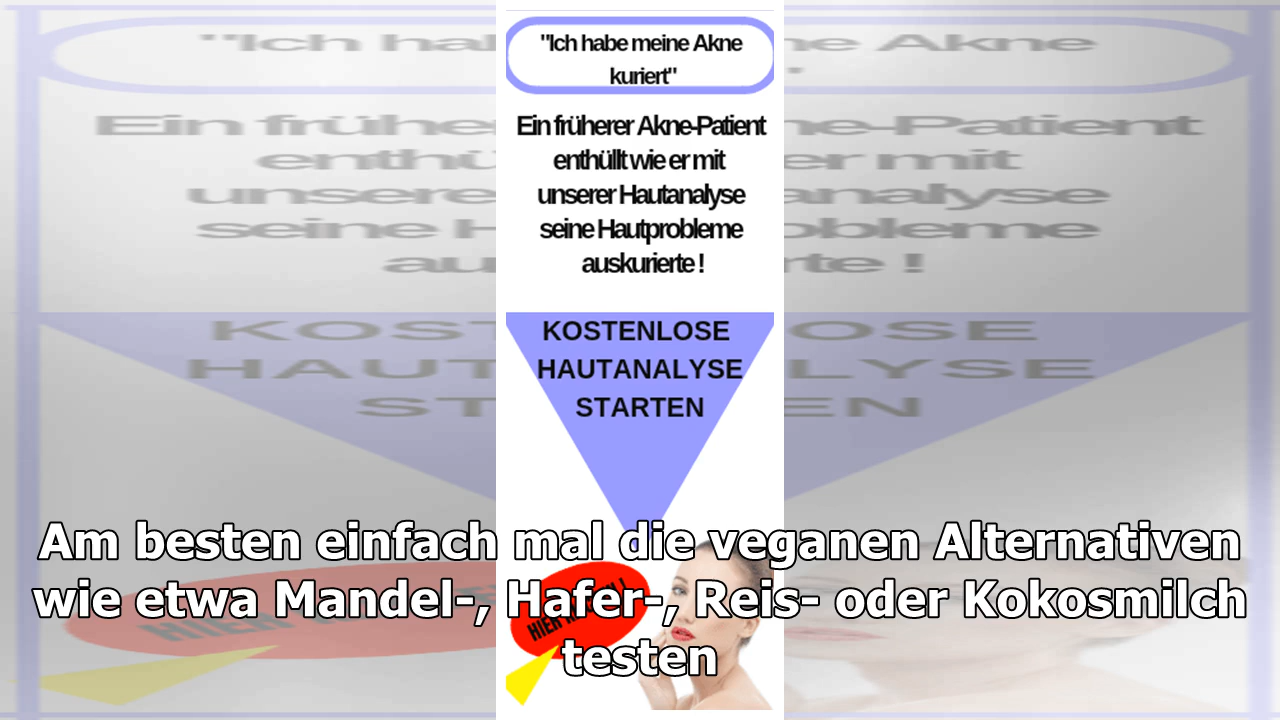 "Ich habe meine Akne
kuriert"
Ein früherer Akne-Patient
enthüllt wie er mit
unserer Hautanalyse
seine Hautprobleme
auskurierte !
KOSTENLOSE
HAUTANALYSE
STARTEN
HIER
Am besten einfach mal die veganen Alternativen
wie etwa Mandel-, Hafer-, Reis- oder Kokosmilch
testen